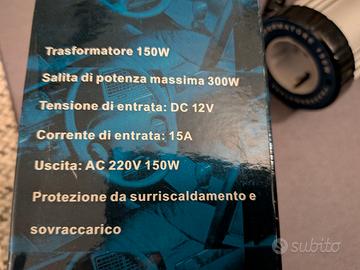 Trasformatore 150W
Salita di potenza massima 300W
Tensione di entrata: DC 12V
Corrente di entrata: 15A
Uscita: AC 220V 150W
Protezione da surriscaldamento e
sovraccarico
subito